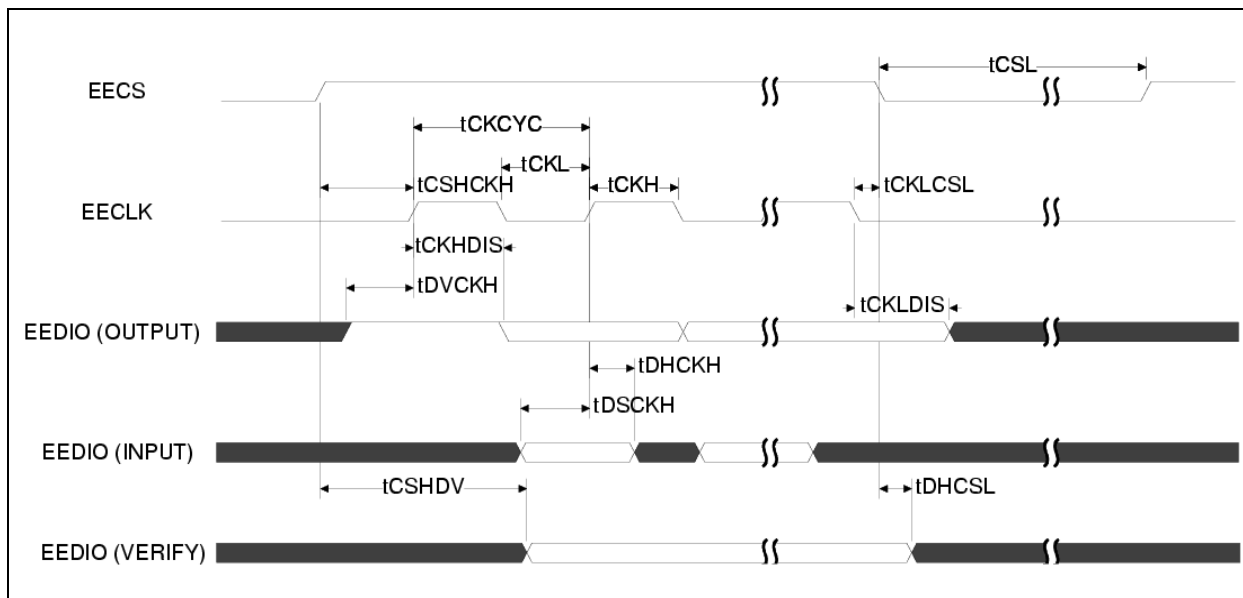 tCSL
EECS
tCKCYC
tCKL
tCSHCKH
tCKH
tCKLCSL
EECLK
tCKHDIS
tDVCKH
tCKLDIS
EEDIO (OUTPUT)
tDHCKH
tDSCKH
EEDIO (INPUT)
tCSHDV
tDHCSL
EEDIO (VERIFY)